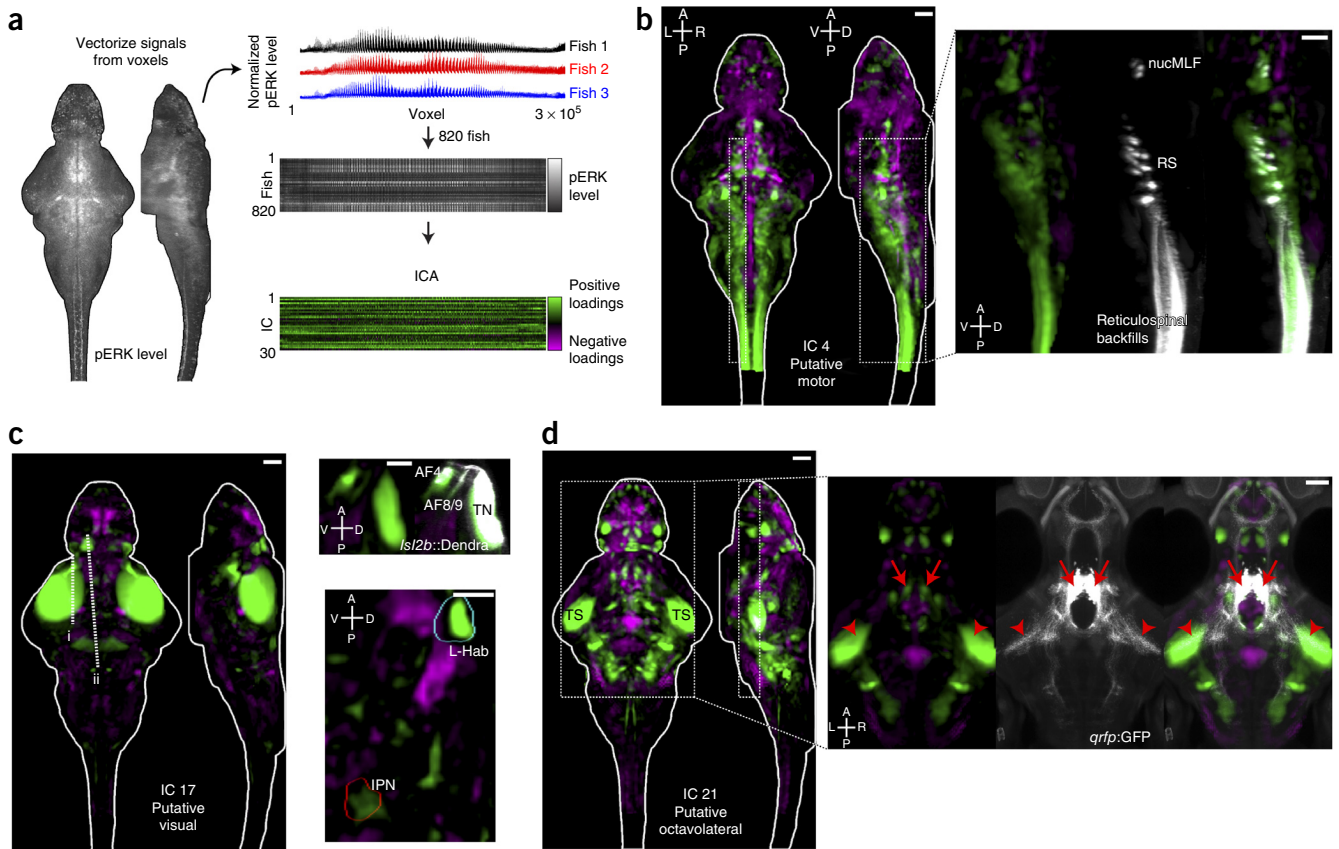 a
Vectorize signals
from voxels
pERK level
Normalized
pERK level
Fish 1
Fish 2
Fish 3
1
Voxel
3 × 10⁵
820 fish
1
Fish
820
pERK
level
ICA
1
IC
30
Positive
loadings
Negative
loadings
b
A
L R
P
A
V D
P
IC 4
Putative
motor
nucMLF
RS
A
V D
P
Reticulospinal
backfills
c
i
ii
IC 17
Putative
visual
AF4
AF8/9
TN
A
V D
P
lsl2b::Dendra
A
V D
P
L-Hab
IPN
d
TS
TS
IC 21
Putative
octavolateral
A
L R
P
qrfp:GFP